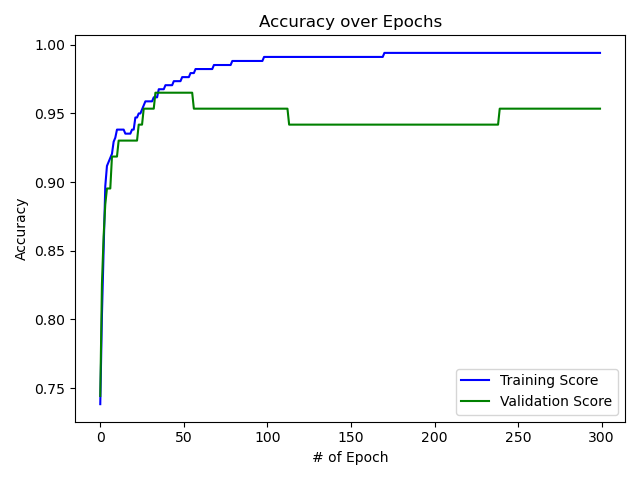 Accuracy over Epochs
1.00
0.95
0.90
0.85
0.80
0.75
Accuracy
0
50
100
150
200
250
300
# of Epoch
Training Score
Validation Score